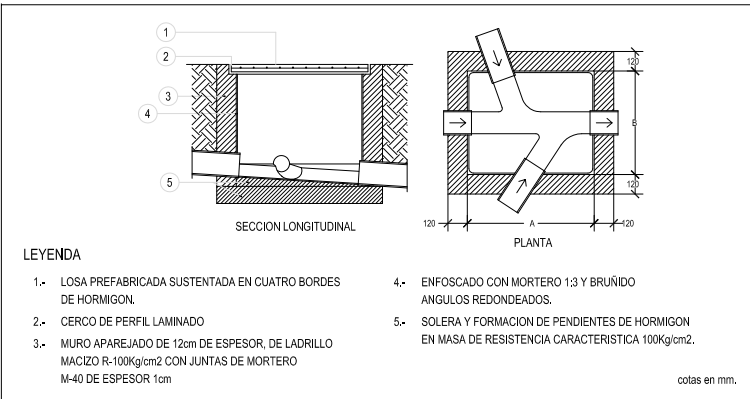 1
2
3
4
5
SECCION LONGITUDINAL
120
B
120
120
A
120
PLANTA
LEYENDA
1.- LOSA PREFABRICADA SUSTENTADA EN CUATRO BORDES
DE HORMIGON.
2.- CERCO DE PERFIL LAMINADO
3.- MURO APAREJADO DE 12cm DE ESPESOR, DE LADRILLO
MACIZO R-100Kg/cm2 CON JUNTAS DE MORTERO
M-40 DE ESPESOR 1cm
4.- ENFOSCADO CON MORTERO 1:3 Y BRUÑIDO
ANGULOS REDONDEADOS.
5.- SOLERA Y FORMACION DE PENDIENTES DE HORMIGON
EN MASA DE RESISTENCIA CARACTERISTICA 100Kg/cm2.
cotas en mm.